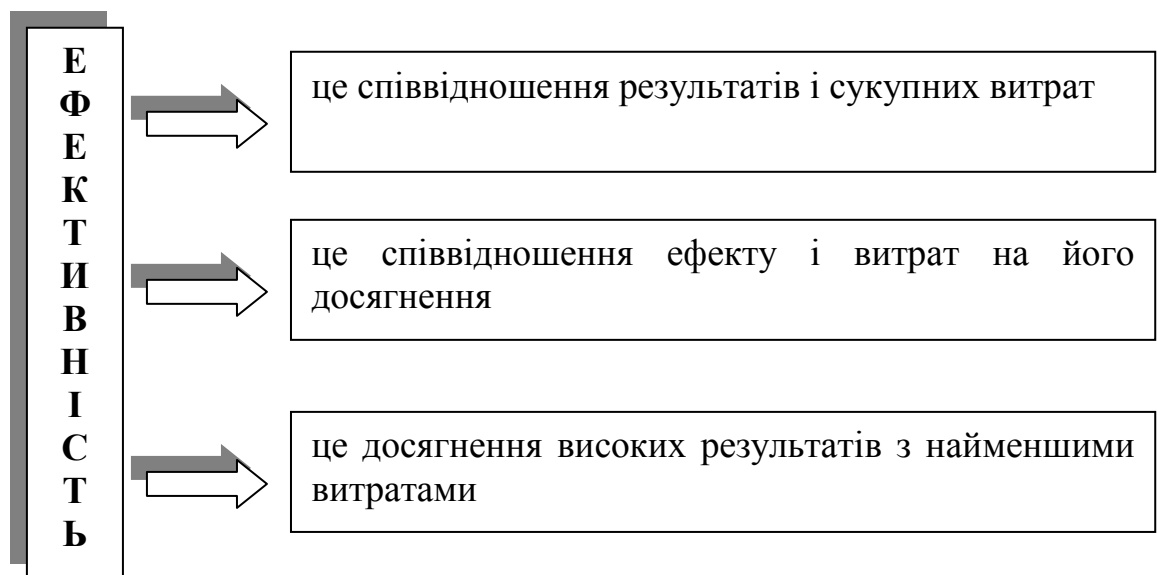 Е
Ф
Е
К
Т
И
В
Н
І
С
Т
Ь
це співвідношення результатів і сукупних витрат
це співвідношення ефекту і витрат на його
досягнення
це досягнення високих результатів з найменшими
витратами